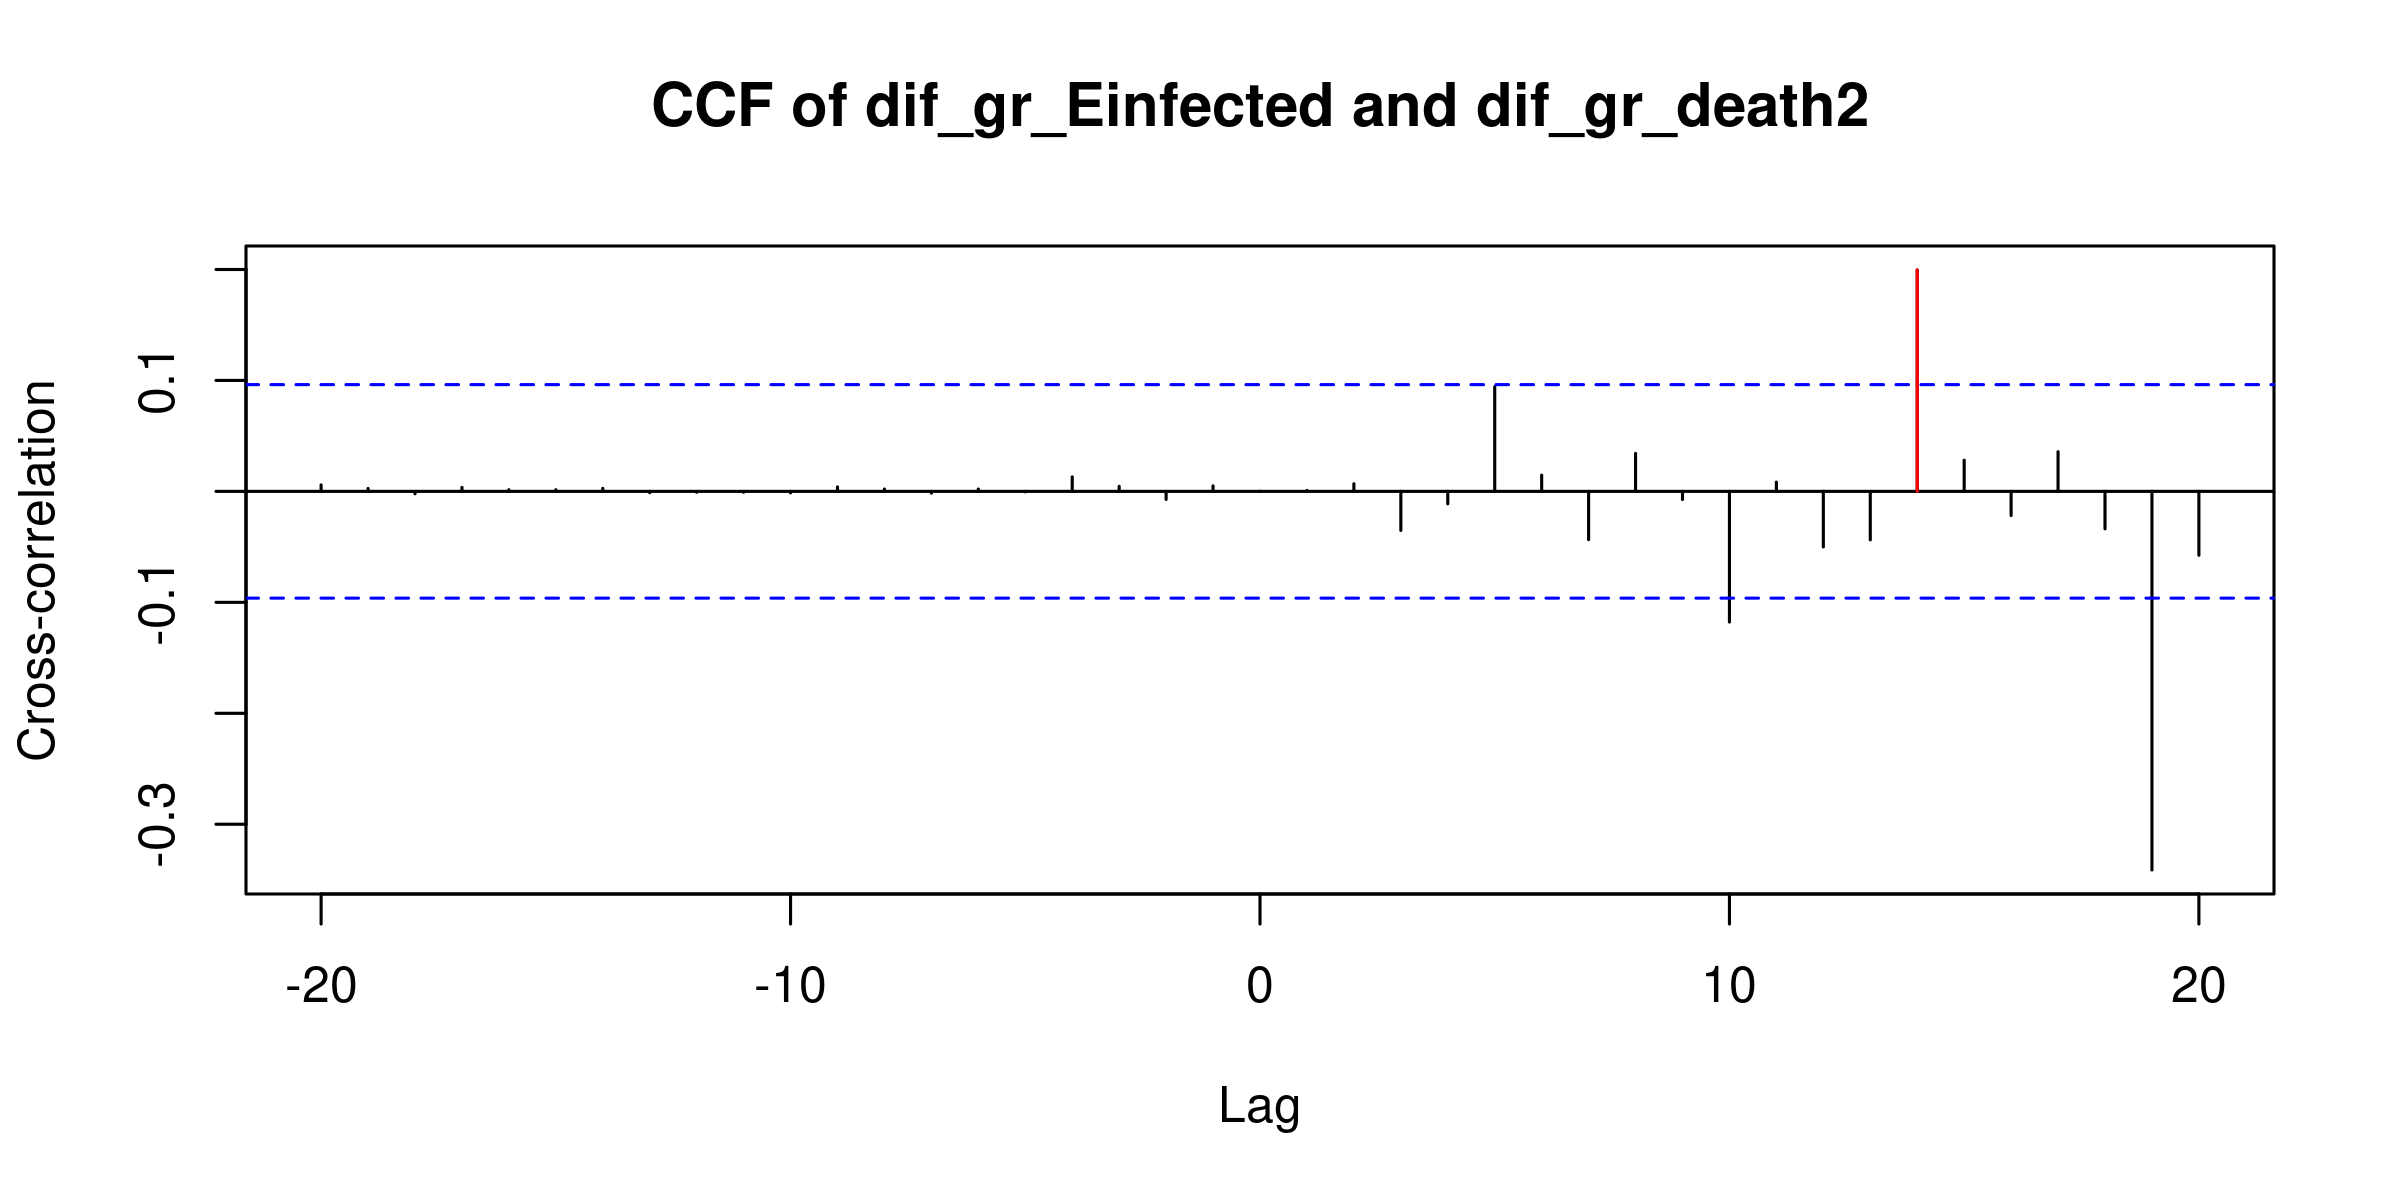 CCF of dif_gr_Einfected and dif_gr_death2
Cross-correlation
0.1
-0.1
-0.3
-20 -10 0 10 20
Lag